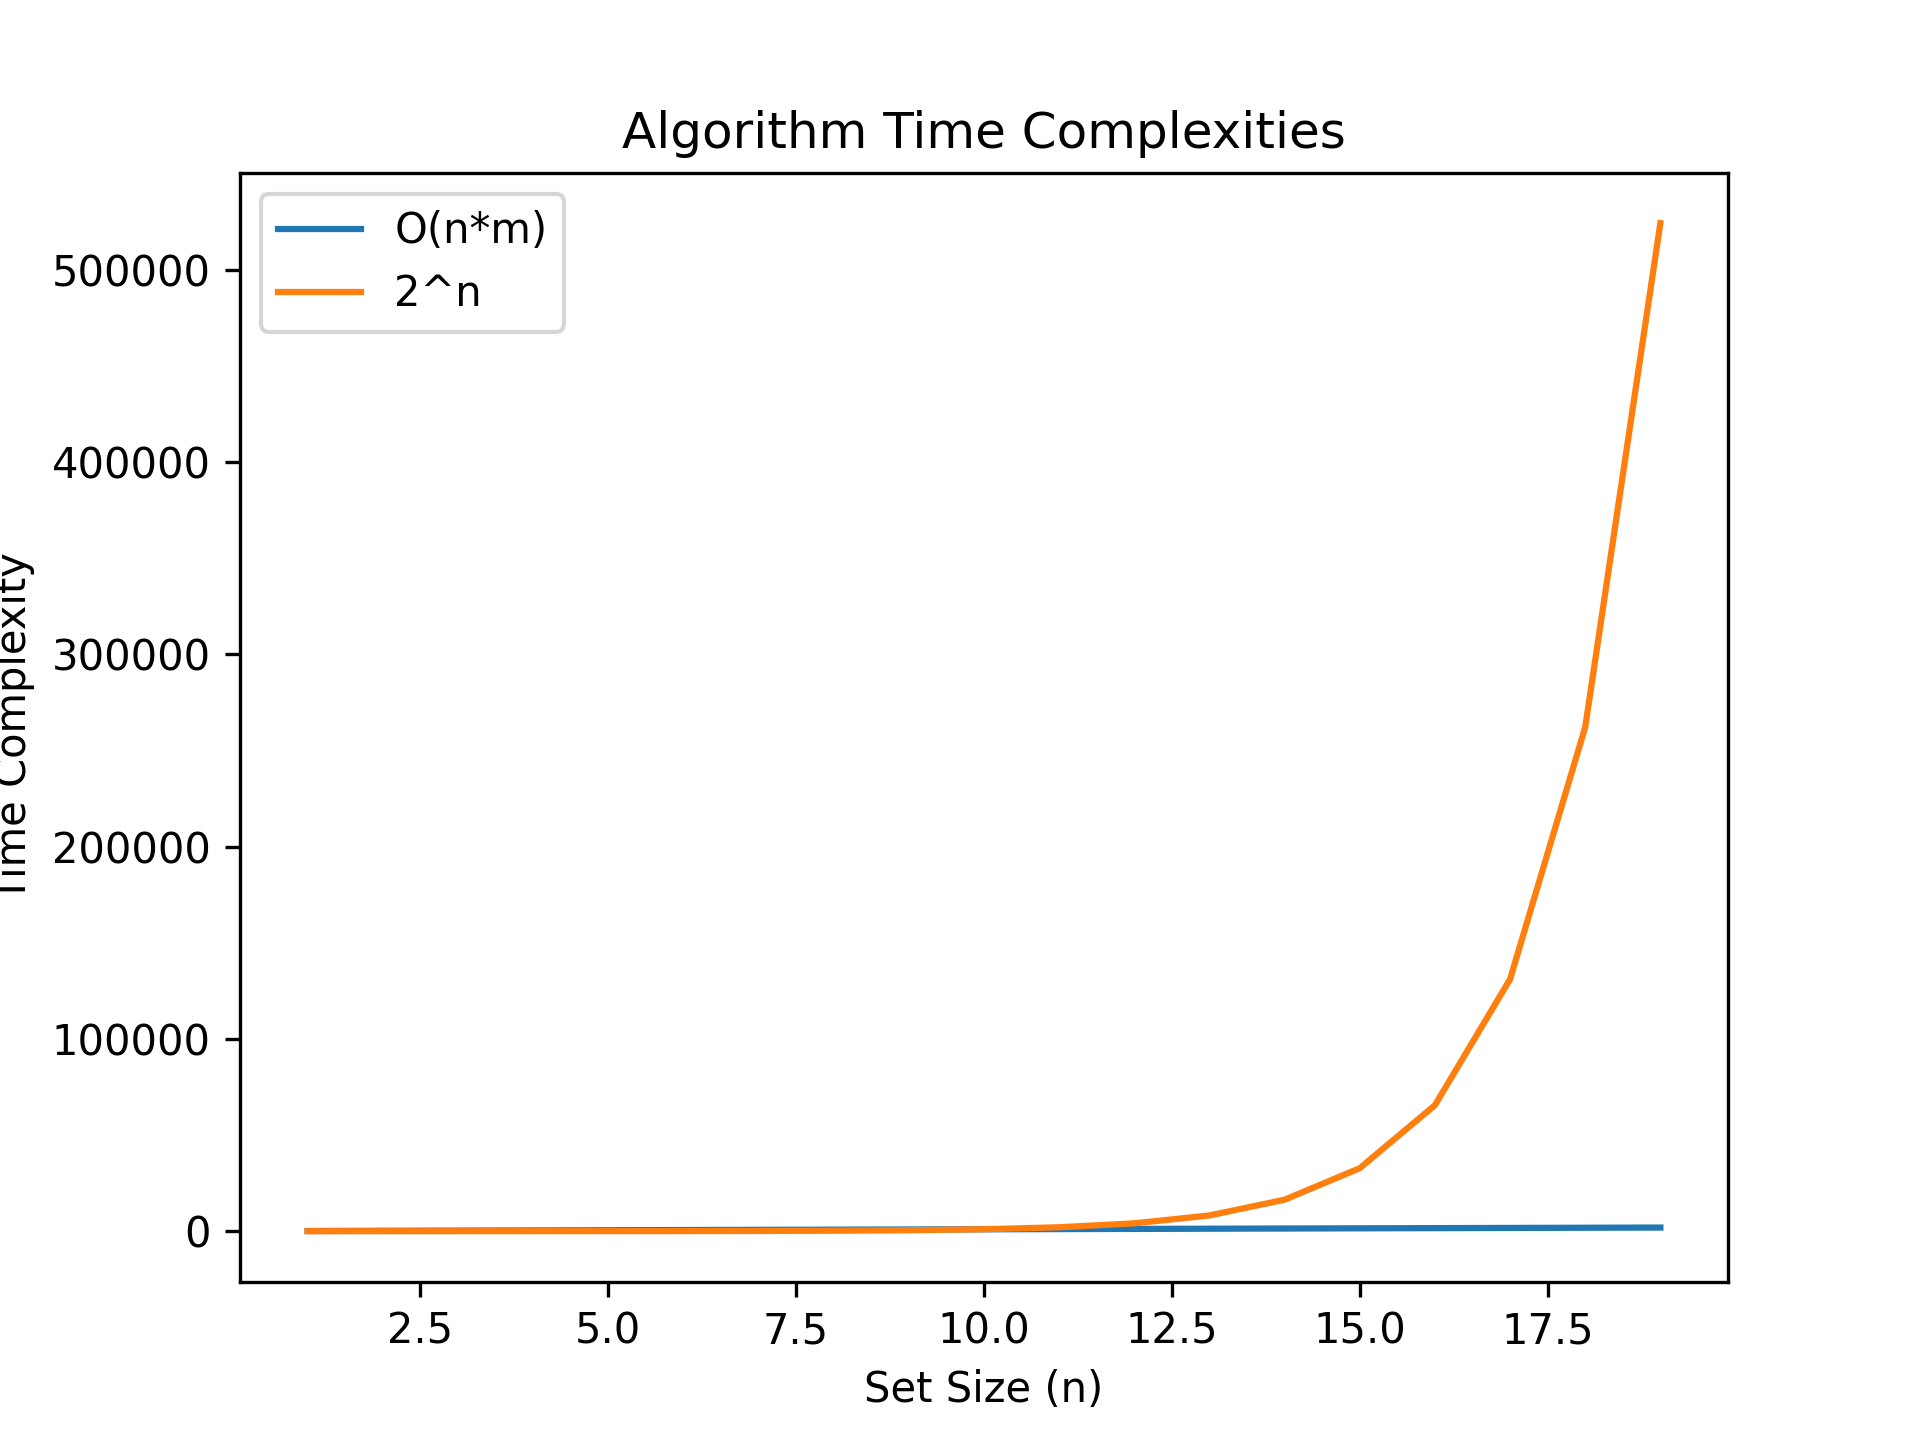 Algorithm Time Complexities
O(n*m)
2^n
500000
400000
300000
200000
100000
0
Time Complexity
2.5 5.0 7.5 10.0 12.5 15.0 17.5
Set Size (n)